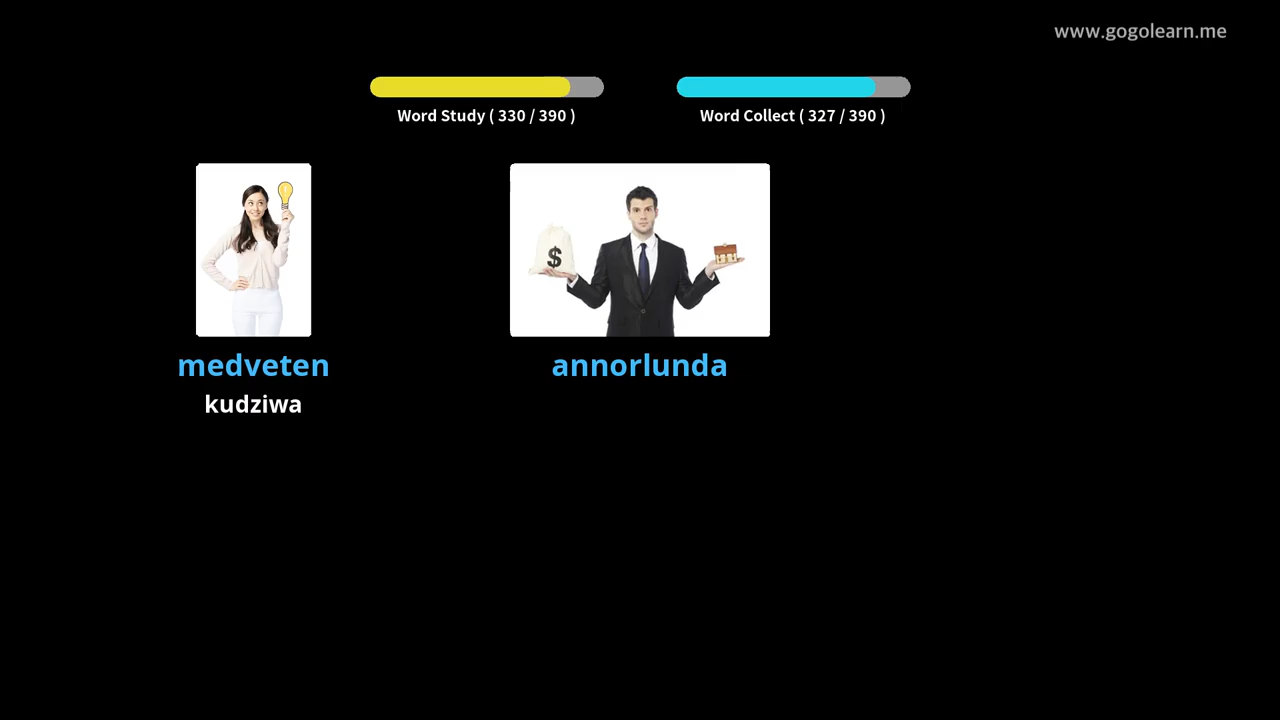 www.gogolearn.me
Word Study ( 330 / 390 )
Word Collect ( 327 / 390 )
$
medveten
annorlunda
kudziwa